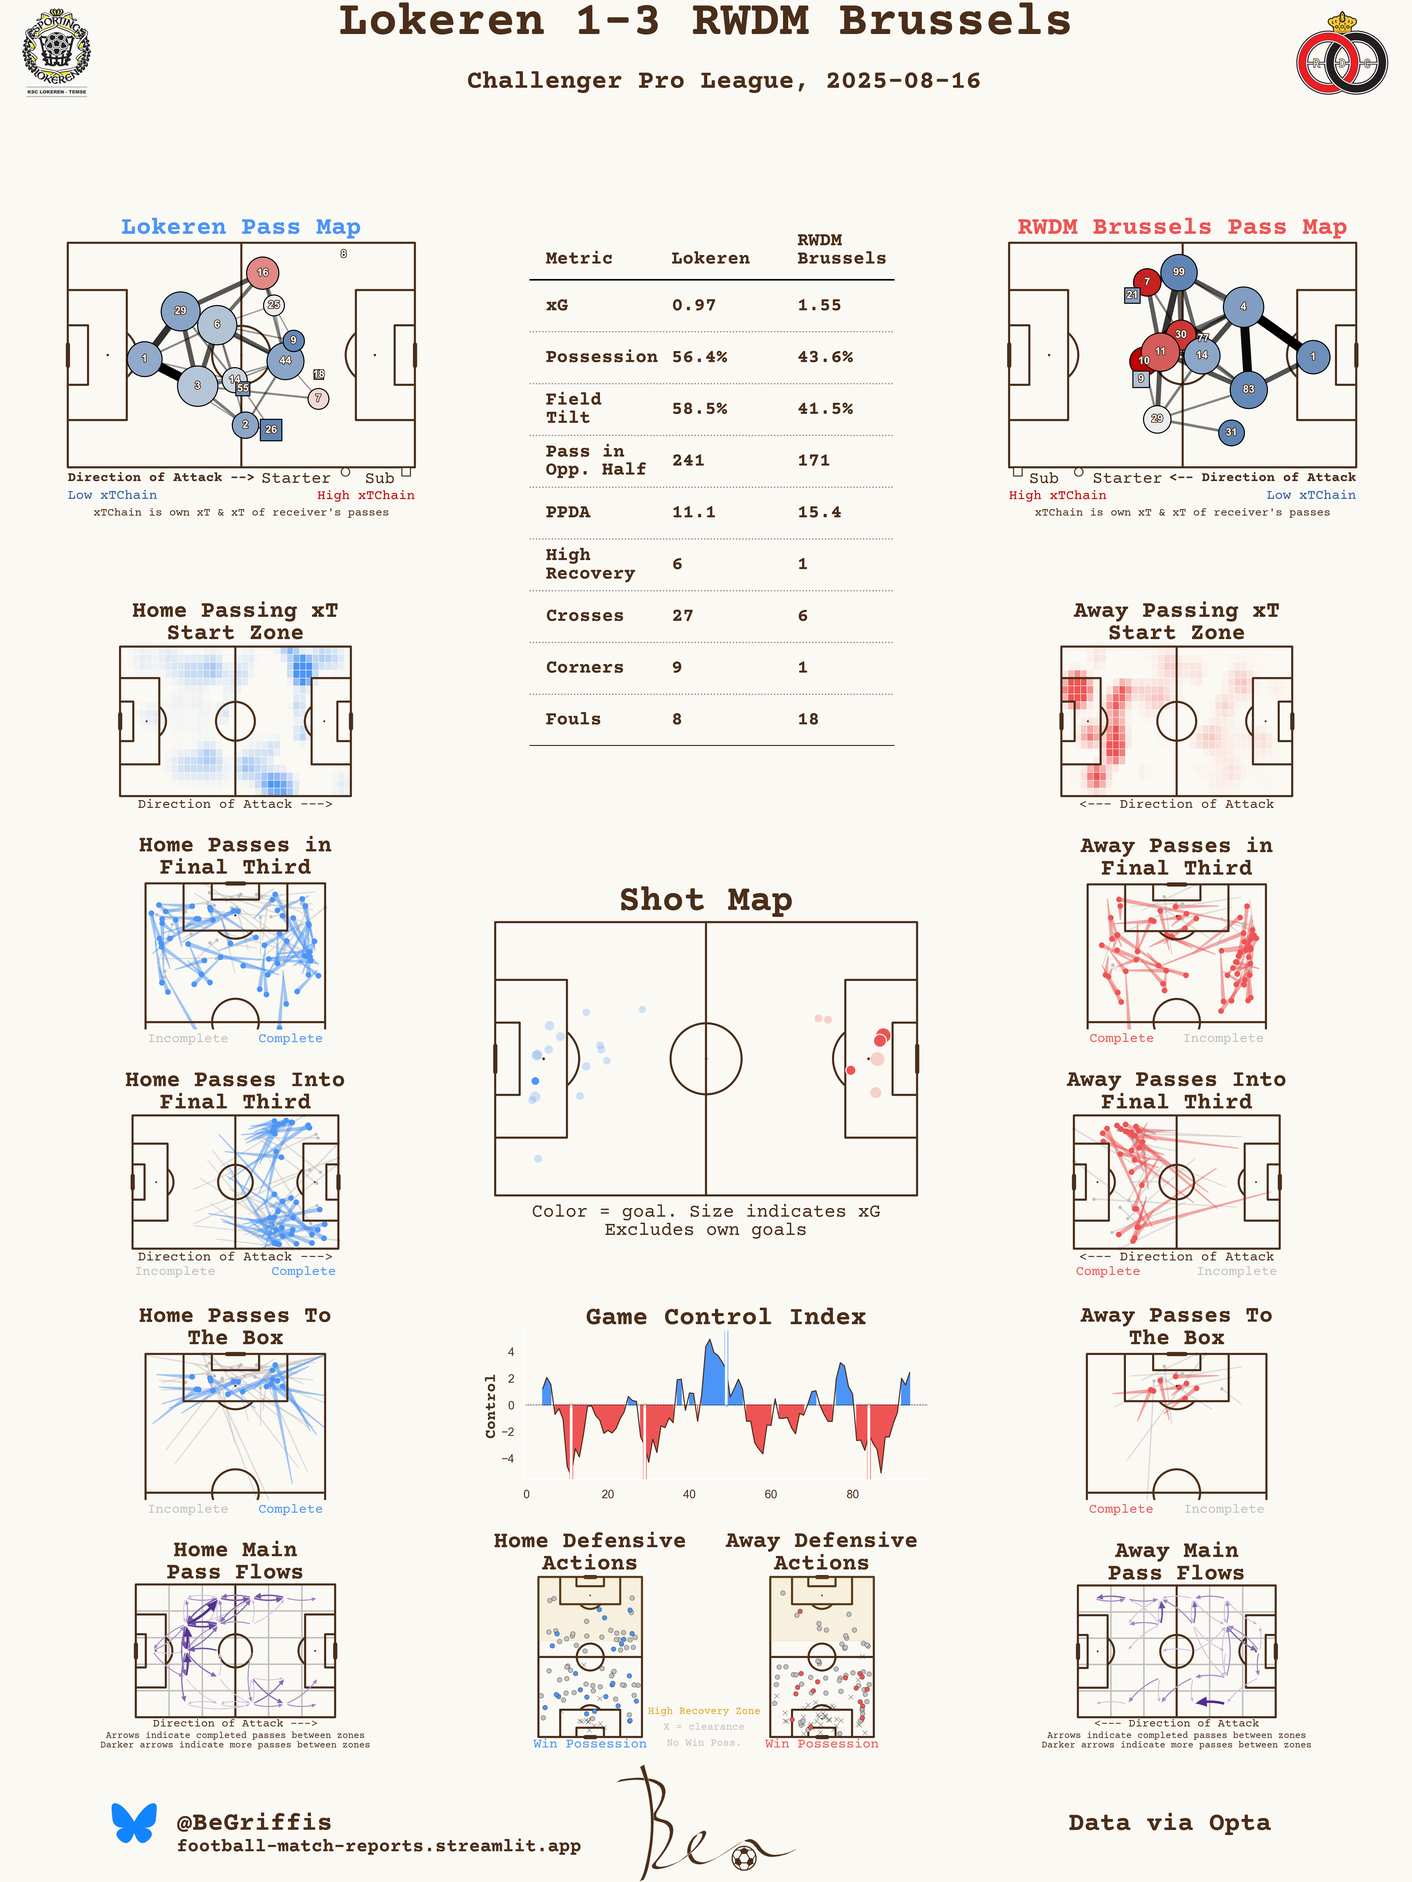 Lokeren 1-3 RWDM Brussels
Challenger Pro League, 2025-08-16
SPORTING
LOKEREN
KSC LOKEREN - TEMSE
R D C
Lokeren Pass Map
8
16
25
29
6
9
1
44
14
55
3
18
7
2
26
Direction of Attack --> Starter Sub
Low xTChain High xTChain
xTChain is own xT & xT of receiver's passes
Metric Lokeren RWDM Brussels
xG 0.97 1.55
Possession 56.4% 43.6%
Field Tilt 58.5% 41.5%
Pass in Opp. Half 241 171
PPDA 11.1 15.4
High Recovery 6 1
Crosses 27 6
Corners 9 1
Fouls 8 18
RWDM Brussels Pass Map
99
7
21
4
30
77
11
14
10
1
9
83
29
31
Sub Starter <-- Direction of Attack
High xTChain Low xTChain
xTChain is own xT & xT of receiver's passes
Home Passing xT
Start Zone
Direction of Attack --->
Away Passing xT
Start Zone
<--- Direction of Attack
Home Passes in
Final Third
Incomplete Complete
Away Passes in
Final Third
Complete Incomplete
Shot Map
Color = goal. Size indicates xG
Excludes own goals
Home Passes Into
Final Third
Direction of Attack --->
Incomplete Complete
Away Passes Into
Final Third
<--- Direction of Attack
Complete Incomplete
Home Passes To
The Box
Incomplete Complete
Game Control Index
Control
4
2
0
−2
−4
0 20 40 60 80
Away Passes To
The Box
Complete Incomplete
Home Main
Pass Flows
Direction of Attack --->
Arrows indicate completed passes between zones
Darker arrows indicate more passes between zones
Home Defensive
Actions
Win Possession
Away Defensive
Actions
Win Possession
High Recovery Zone
X = clearance
No Win Poss.
Away Main
Pass Flows
<--- Direction of Attack
Arrows indicate completed passes between zones
Darker arrows indicate more passes between zones
@BeGriffis
football-match-reports.streamlit.app
Ben
Data via Opta